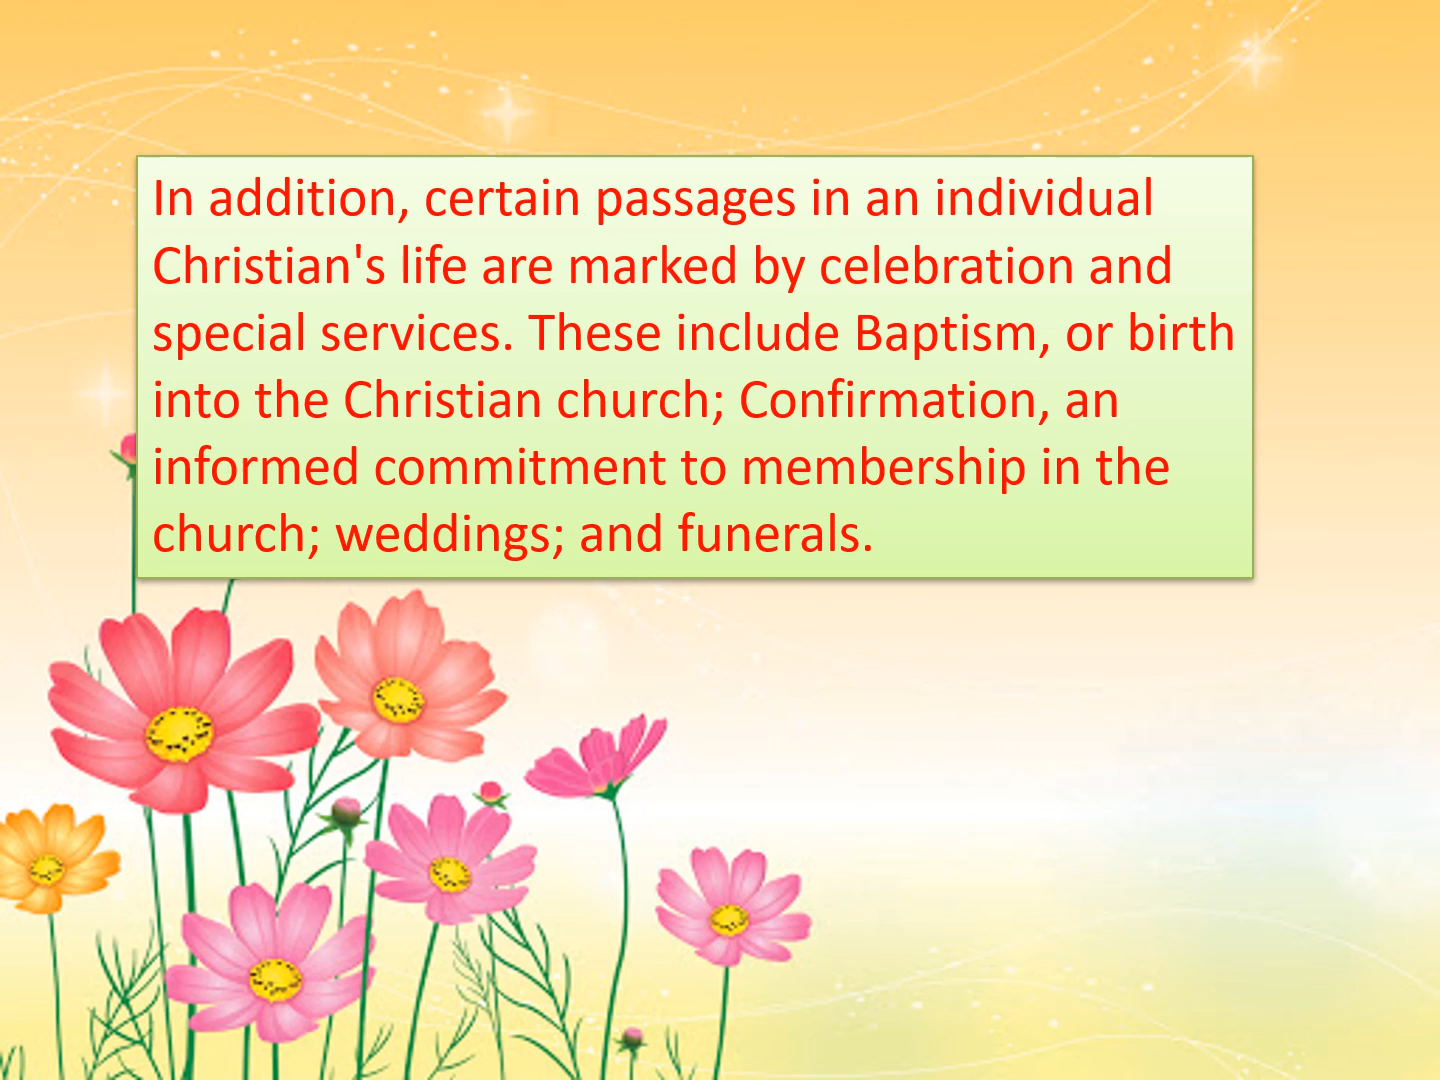 In addition, certain passages in an individual
Christian's life are marked by celebration and
special services. These include Baptism, or birth
into the Christian church; Confirmation, an
informed commitment to membership in the
church; weddings; and funerals.